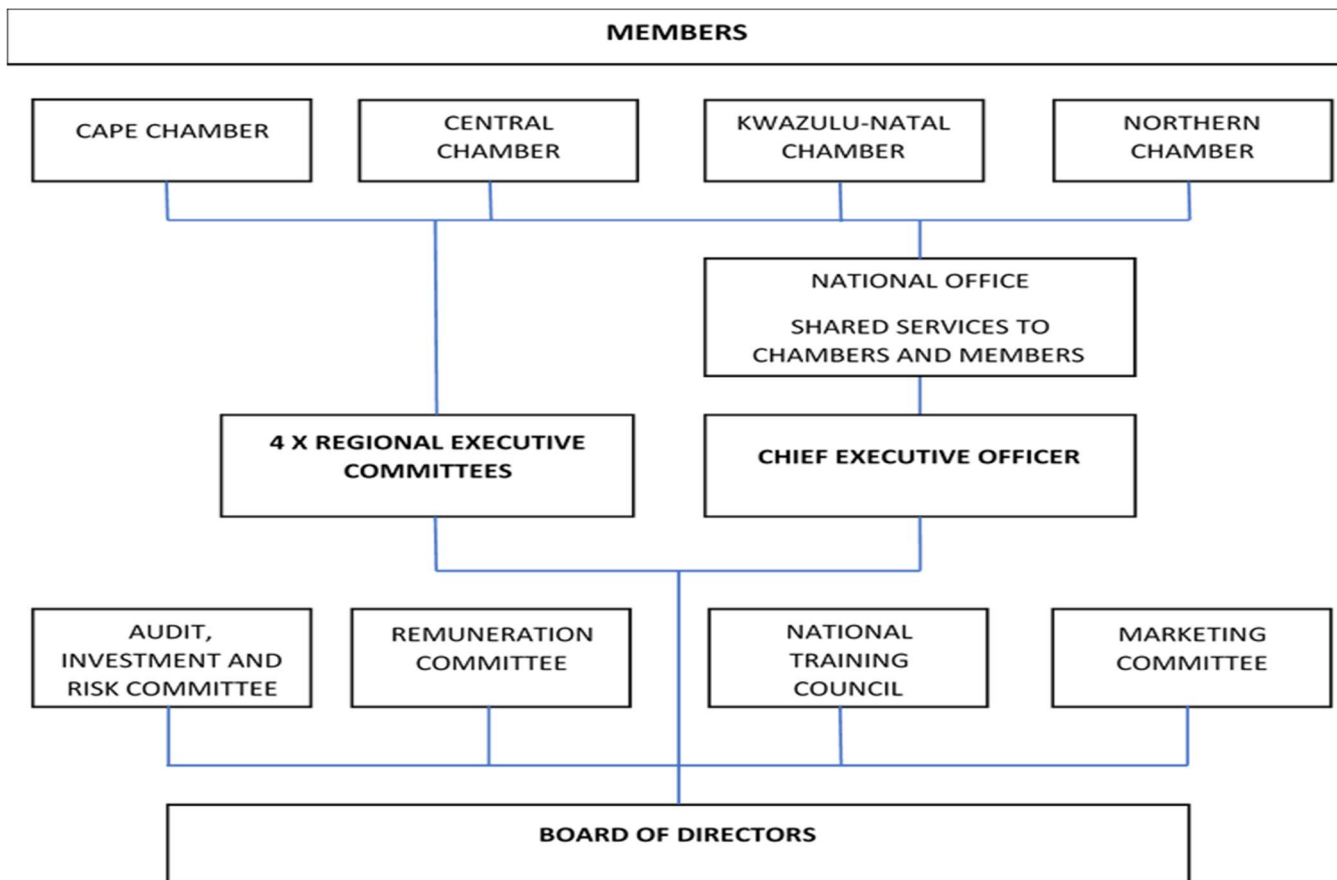 MEMBERS
CAPE CHAMBER
CENTRAL
CHAMBER
KWAZULU-NATAL
CHAMBER
NORTHERN
CHAMBER
NATIONAL OFFICE
SHARED SERVICES TO
CHAMBERS AND MEMBERS
4 X REGIONAL EXECUTIVE
COMMITTEES
CHIEF EXECUTIVE OFFICER
AUDIT,
INVESTMENT AND
RISK COMMITTEE
REMUNERATION
COMMITTEE
NATIONAL
TRAINING
COUNCIL
MARKETING
COMMITTEE
BOARD OF DIRECTORS